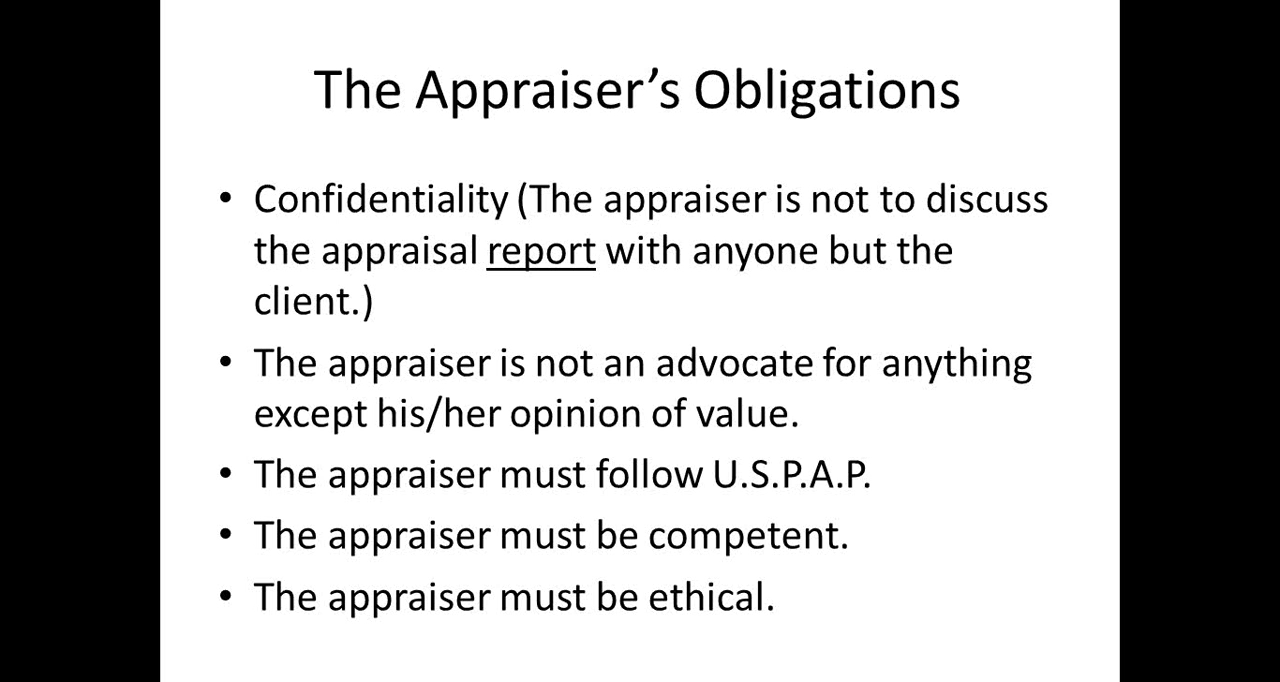 The Appraiser’s Obligations
• Confidentiality (The appraiser is not to discuss
the appraisal report with anyone but the
client.)
• The appraiser is not an advocate for anything
except his/her opinion of value.
• The appraiser must follow U.S.P.A.P.
• The appraiser must be competent.
• The appraiser must be ethical.